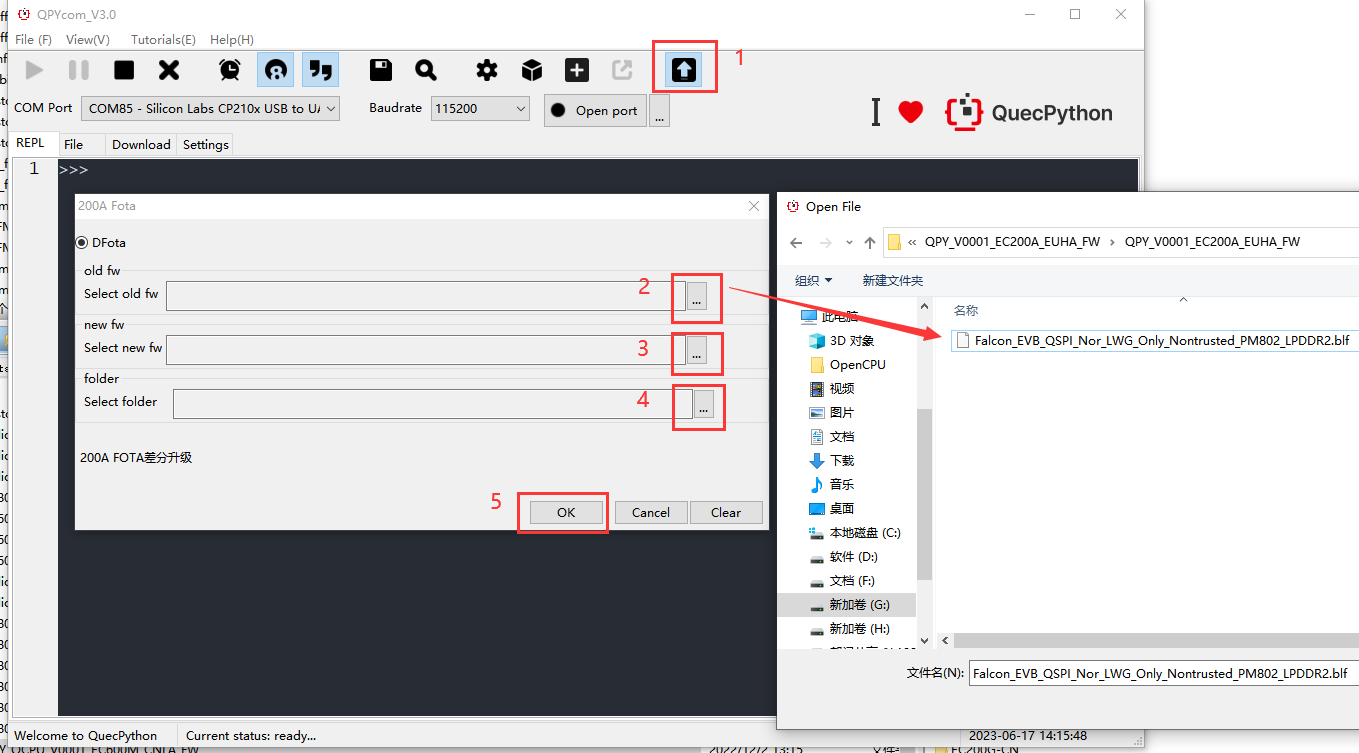 QPYcom_V3.0
File (F) View(V) Tutorials(E) Help(H)
1
COM Port COM85 - Silicon Labs CP210x USB to UA Baudrate 115200 Open port ...
I QuecPython
REPL File Download Settings
1 >>>
200A Fota
DFota
old fw
Select old fw ... 2
new fw
Select new fw ... 3
folder
Select folder ... 4
200A FOTA差分升级
5 OK Cancel Clear
Open File
« QPY_V0001_EC200A_EUHA_FW › QPY_V0001_EC200A_EUHA_FW
组织 新建文件夹
名称
此电脑
Falcon_EVB_QSPI_Nor_LWG_Only_Nontrusted_PM802_LPDDR2.blf
3D 对象
OpenCPU
视频
图片
文档
下载
音乐
桌面
本地磁盘 (C:)
软件 (D:)
文档 (F:)
新加卷 (G:)
新加卷 (H:)
文件名(N): Falcon_EVB_QSPI_Nor_LWG_Only_Nontrusted_PM802_LPDDR2.blf
Welcome to QuecPython Current status: ready... 2023-06-17 14:15:48